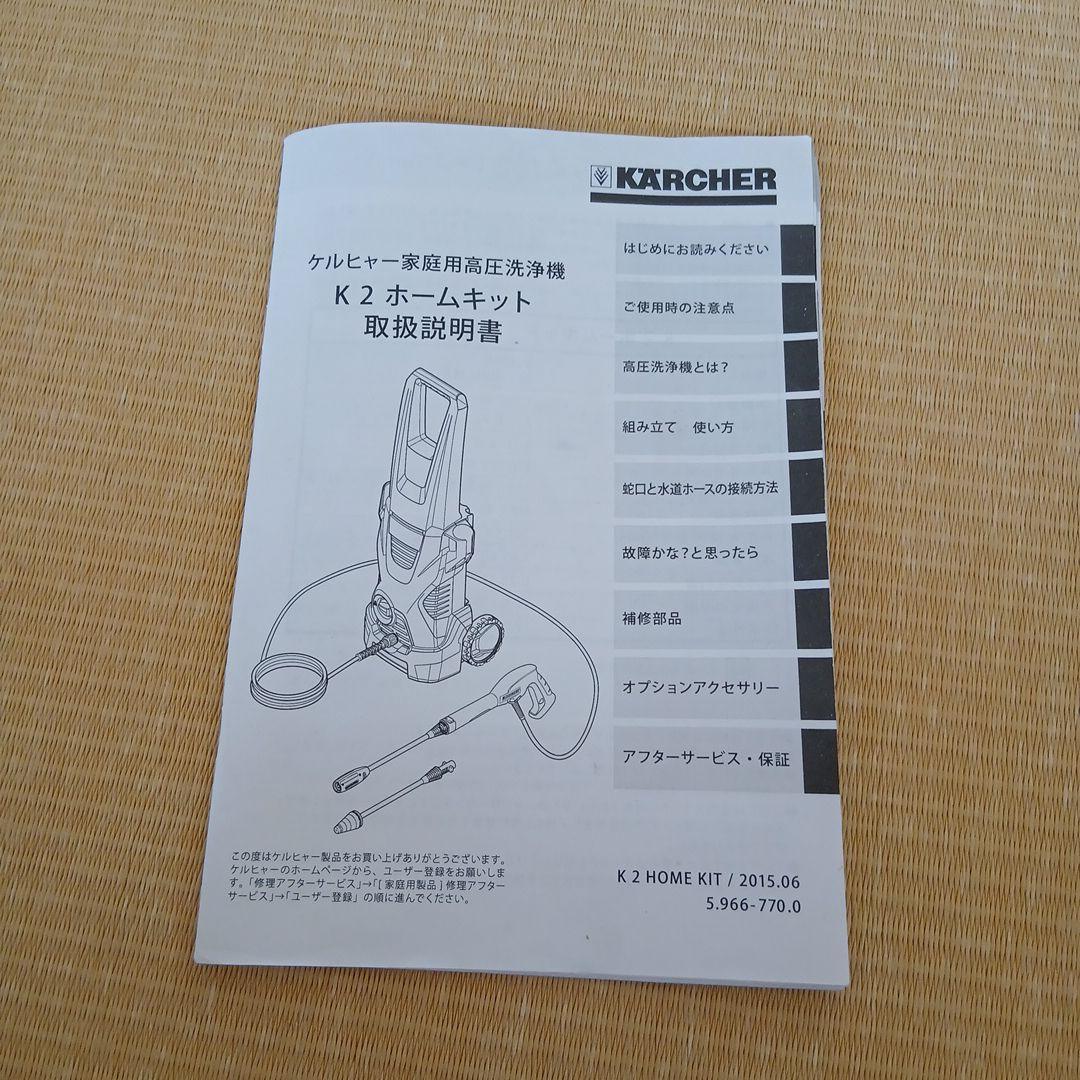 KÄRCHER
ケルヒャー家庭用高圧洗浄機
K 2 ホームキット
取扱説明書
はじめにお読みください
ご使用時の注意点
高圧洗浄機とは？
組み立て　使い方
蛇口と水道ホースの接続方法
故障かな？と思ったら
補修部品
オプションアクセサリー
アフターサービス・保証
この度はケルヒャー製品をお買い上げありがとうございます。
ケルヒャーのホームページから、ユーザー登録をお願いしま
す。「修理アフターサービス」→「[ 家庭用製品 ] 修理アフター
サービス」→「ユーザー登録」の順に進んでください。
K 2 HOME KIT / 2015.06
5.966-770.0